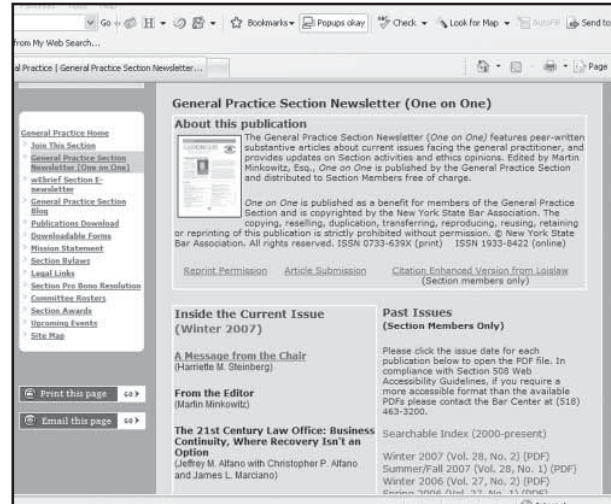 Go
Bookmarks
Popups okay
Check
Look for Map
AutoFill
Send to
from My Web Search...
al Practice | General Practice Section Newsletter...
Page
General Practice Section Newsletter (One on One)
General Practice Home
Join This Section
General Practice Section
Newsletter (One on One)
wEbrief Section E-
newsletter
General Practice Section
Blog
Publications Download
Downloadable Forms
Mission Statement
Section Bylaws
Legal Links
Section Pro Bono Resolution
Committee Rosters
Section Awards
Upcoming Events
Site Map
Print this page GO
Email this page GO
About this publication
The General Practice Section Newsletter (One on One) features peer-written
substantive articles about current issues facing the general practitioner, and
provides updates on Section activities and ethics opinions. Edited by Martin
Minkowitz, Esq., One on One is published by the General Practice Section
and distributed to Section Members free of charge.
One on One is published as a benefit for members of the General Practice
Section and is copyrighted by the New York State Bar Association. The
copying, reselling, duplication, transferring, reproducing, reusing, retaining
or reprinting of this publication is strictly prohibited without permission. © New York State
Bar Association. All rights reserved. ISSN 0733-639X (print) ISSN 1933-8422 (online)
Reprint Permission Article Submission Citation Enhanced Version from Loislaw
(Section members only)
Inside the Current Issue
(Winter 2007)
A Message from the Chair
(Harriette M. Steinberg)
From the Editor
(Martin Minkowitz)
The 21st Century Law Office: Business
Continuity, Where Recovery Isn't an
Option
(Jeffrey M. Alfano with Christopher P. Alfano
and James L. Marciano)
Past Issues
(Section Members Only)
Please click the issue date for each
publication below to open the PDF file. In
compliance with Section 508 Web
Accessibility Guidelines, if you require a
more accessible format than the available
PDFs please contact the Bar Center at (518)
463-3200.
Searchable Index (2000-present)
Winter 2007 (Vol. 28, No. 2) (PDF)
Summer/Fall 2007 (Vol. 28, No. 1) (PDF)
Winter 2006 (Vol. 27, No. 2) (PDF)
Spring 2006 (Vol. 27, No. 1) (PDF)